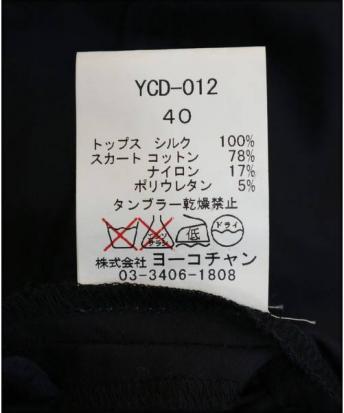 YCD-012
40
トップス シルク 100%
スカート コットン 78%
ナイロン 17%
ポリウレタン 5%
タンブラー乾燥禁止
低 ドライ
株式会社 ヨーコチャン
03-3406-1808